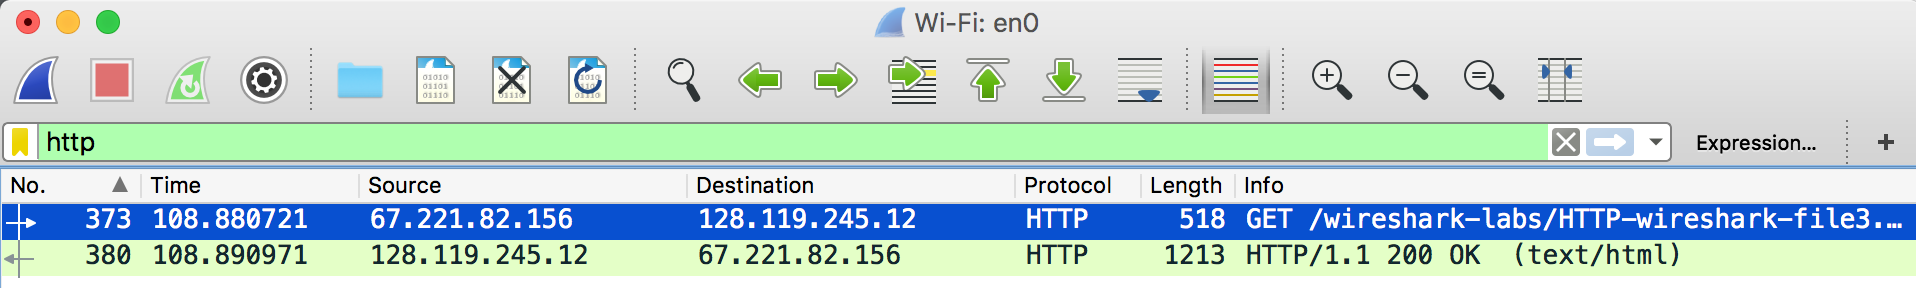 Wi-Fi: en0
http
Expression...
+
No. Time Source Destination Protocol Length Info
373 108.880721 67.221.82.156 128.119.245.12 HTTP 518 GET /wireshark-labs/HTTP-wireshark-file3.…
380 108.890971 128.119.245.12 67.221.82.156 HTTP 1213 HTTP/1.1 200 OK (text/html)